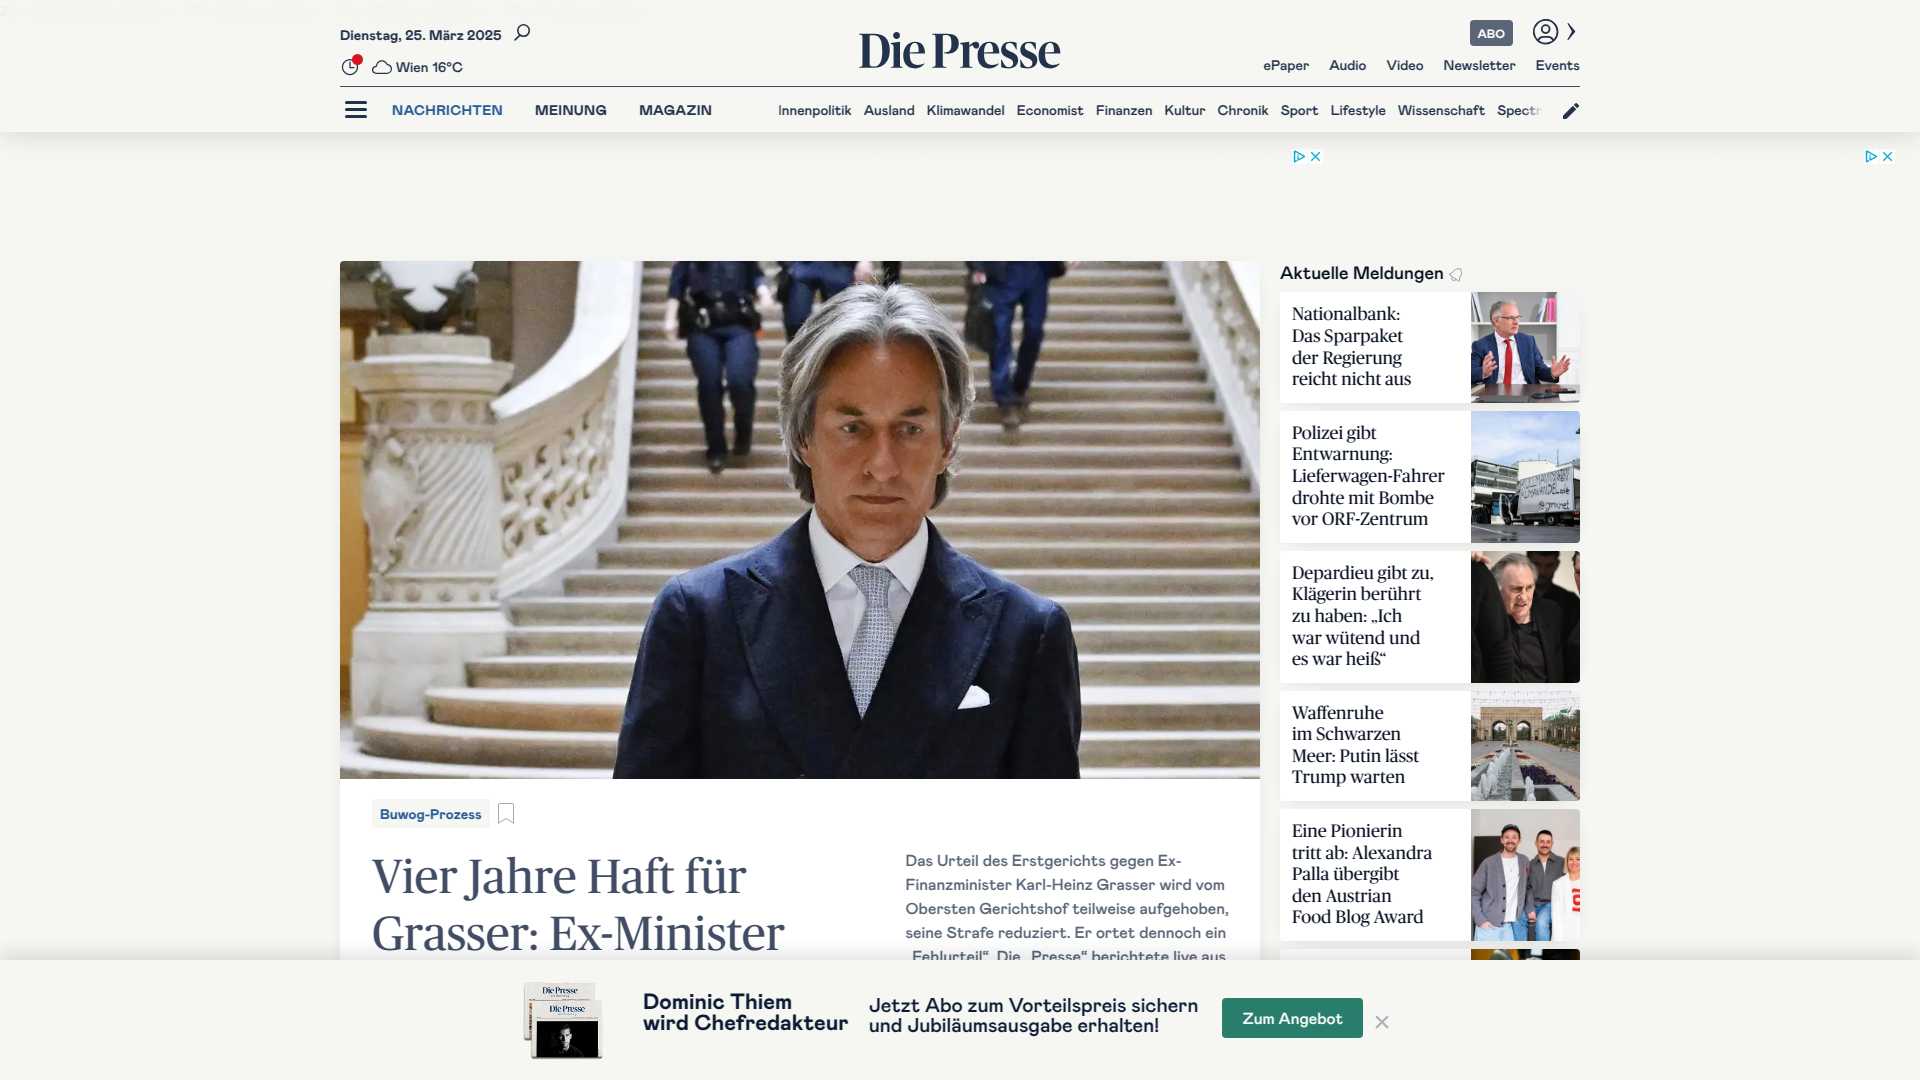 Dienstag, 25. März 2025
Wien 16°C
Die Presse
ABO
ePaper Audio Video Newsletter Events
NACHRICHTEN MEINUNG MAGAZIN
Innenpolitik Ausland Klimawandel Economist Finanzen Kultur Chronik Sport Lifestyle Wissenschaft
Buwog-Prozess
Vier Jahre Haft für
Grasser: Ex-Minister
Das Urteil des Erstgerichts gegen Ex-
Finanzminister Karl-Heinz Grasser wird vom
Obersten Gerichtshof teilweise aufgehoben,
seine Strafe reduziert. Er ortet dennoch ein
„Fehlurteil“. Die „Presse“ berichtete live aus
Aktuelle Meldungen
Nationalbank:
Das Sparpaket
der Regierung
reicht nicht aus
Polizei gibt
Entwarnung:
Lieferwagen-Fahrer
drohte mit Bombe
vor ORF-Zentrum
Depardieu gibt zu,
Klägerin berührt
zu haben: „Ich
war wütend und
es war heiß“
Waffenruhe
im Schwarzen
Meer: Putin lässt
Trump warten
Eine Pionierin
tritt ab: Alexandra
Palla übergibt
den Austrian
Food Blog Award
Die Presse
Die Presse
Dominic Thiem
wird Chefredakteur
Jetzt Abo zum Vorteilspreis sichern
und Jubiläumsausgabe erhalten!
Zum Angebot